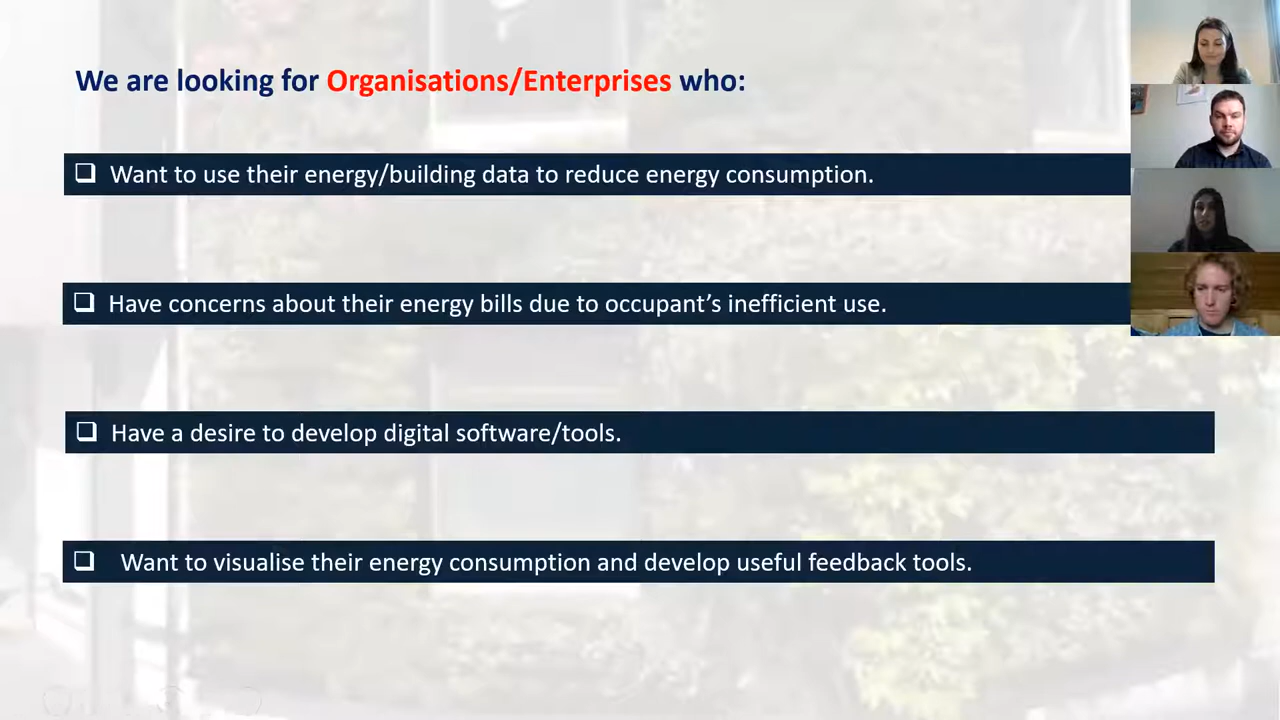 We are looking for Organisations/Enterprises who:
❑ Want to use their energy/building data to reduce energy consumption.
❑ Have concerns about their energy bills due to occupant’s inefficient use.
❑ Have a desire to develop digital software/tools.
❑ Want to visualise their energy consumption and develop useful feedback tools.